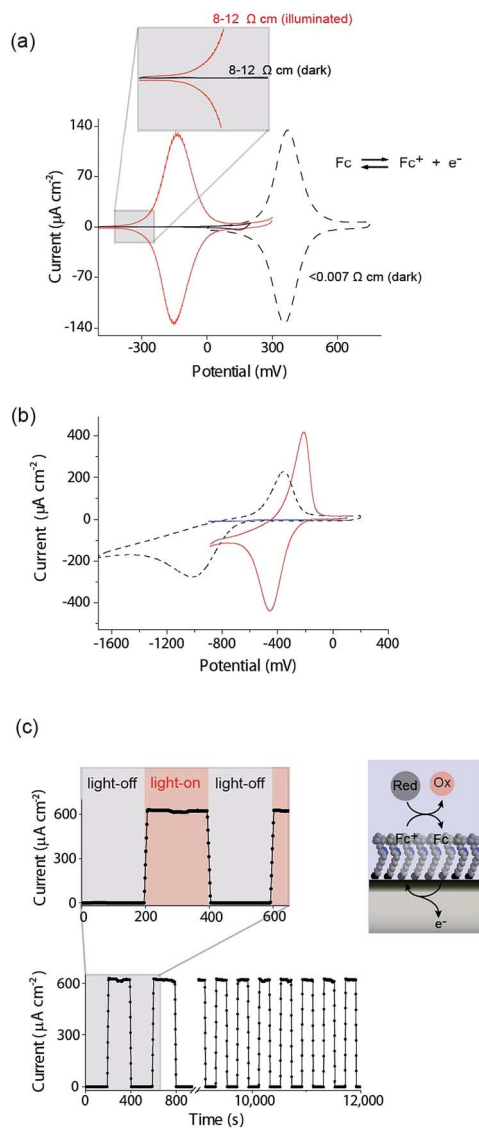 (a)
8-12 Ω cm (illuminated)
8-12 Ω cm (dark)
140
70
0
-70
-140
Current (µA cm⁻²)
Fc ⇌ Fc⁺ + e⁻
<0.007 Ω cm (dark)
-300
0
300
600
Potential (mV)
(b)
400
200
0
-200
-400
Current (µA cm⁻²)
-1600
-1200
-800
-400
0
400
Potential (mV)
(c)
light-off
light-on
light-off
600
300
0
Current (µA cm⁻²)
0
200
400
600
Red
Ox
Fc⁺
Fc
e⁻
600
300
0
Current (µA cm⁻²)
0
400
800
10,000
12,000
Time (s)